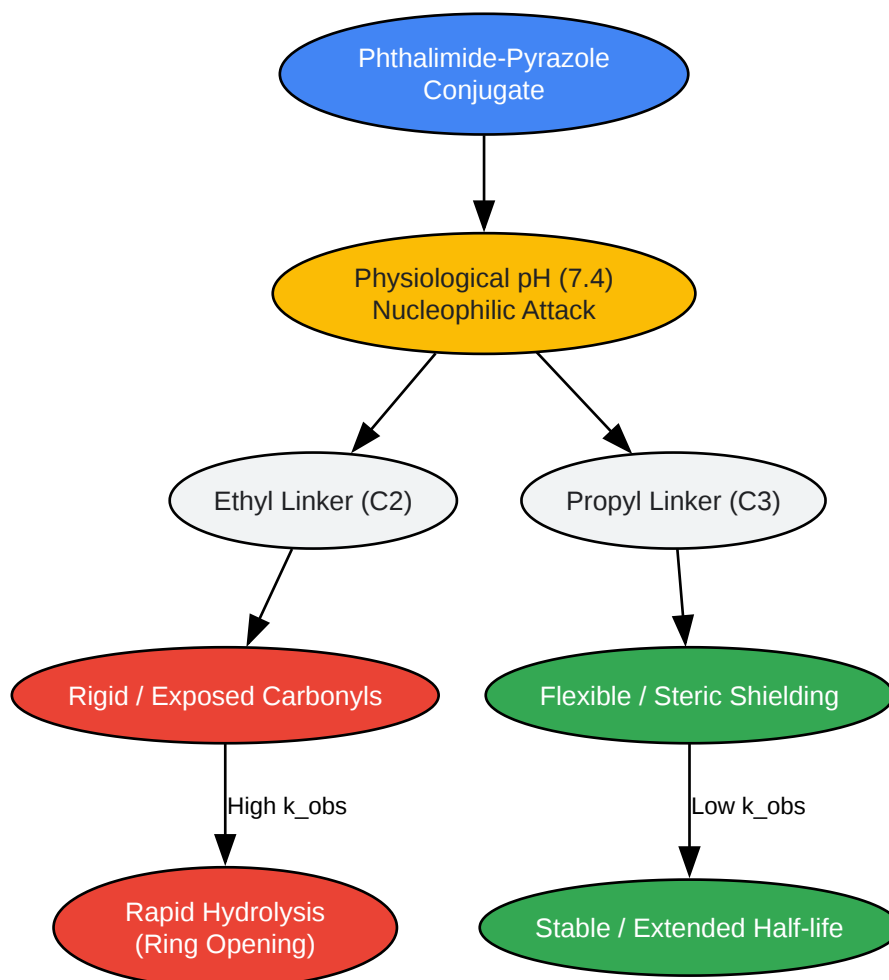 Phthalimide-Pyrazole
Conjugate
Physiological pH (7.4)
Nucleophilic Attack
Ethyl Linker (C2)
Propyl Linker (C3)
Rigid / Exposed Carbonyls
Flexible / Steric Shielding
High k_obs
Low k_obs
Rapid Hydrolysis
(Ring Opening)
Stable / Extended Half-life